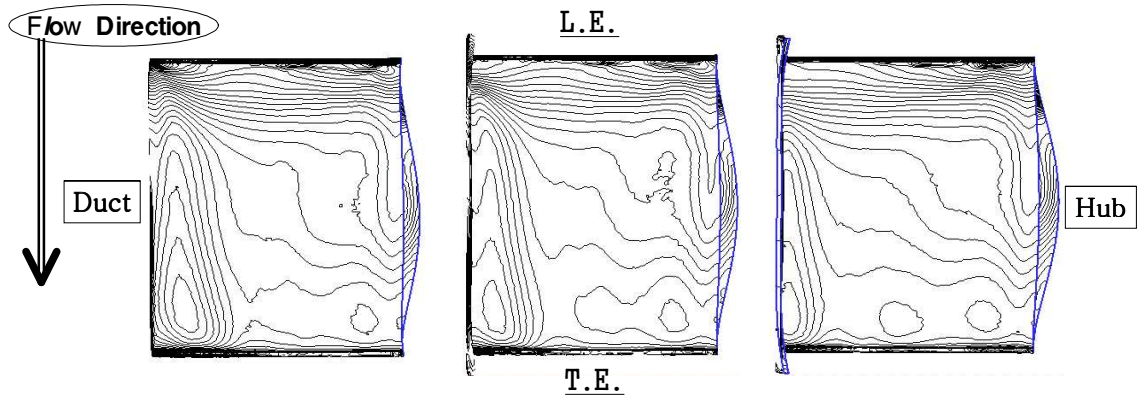 Flow Direction
L.E.
Duct
Hub
T.E.